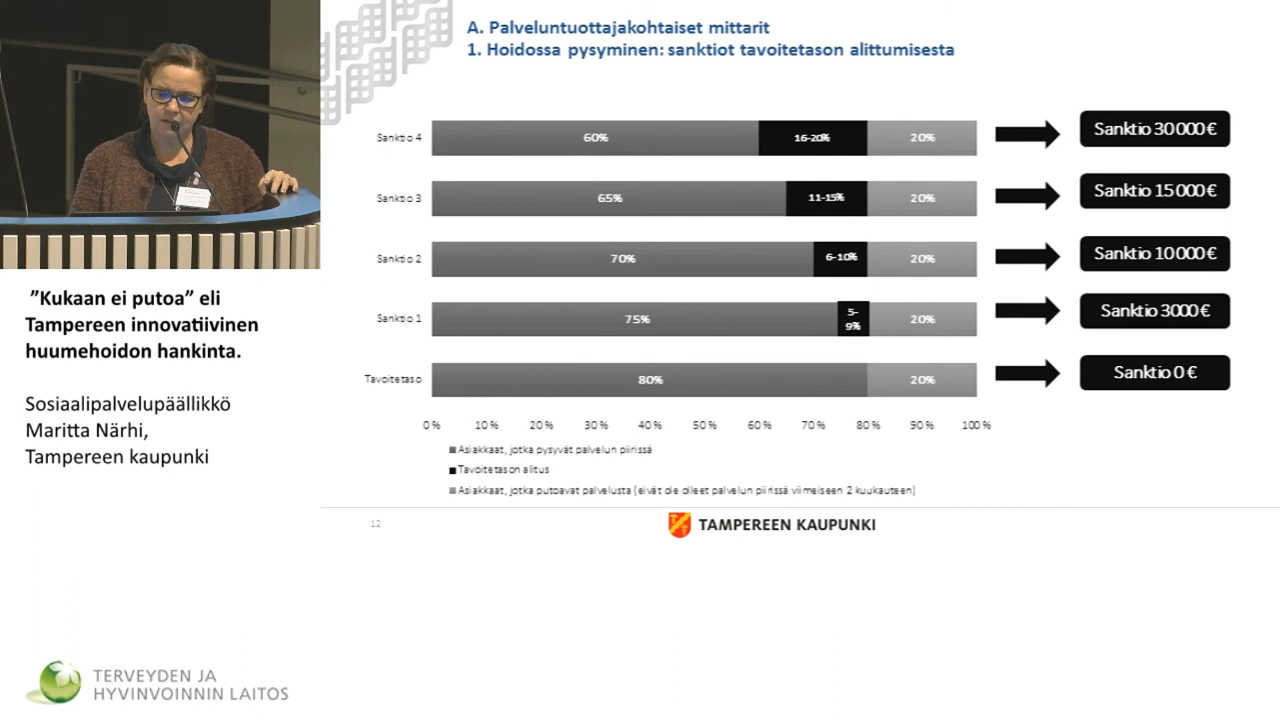 A. Palveluntuottajakohtaiset mittarit
1. Hoidossa pysyminen: sanktiot tavoitetason alittumisesta
Sanktio 4 60% 16-20% 20% Sanktio 30 000 €
Sanktio 3 65% 11-15% 20% Sanktio 15 000 €
Sanktio 2 70% 6-10% 20% Sanktio 10 000 €
Sanktio 1 75% 5-9% 20% Sanktio 3000 €
Tavoitetaso 80% 20% Sanktio 0 €
0% 10% 20% 30% 40% 50% 60% 70% 80% 90% 100%
Asiakkaat, jotka pysyvät palvelun piirissä
Tavoitetason alitus
Asiakkaat, jotka putoavat palvelusta (eivät ole olleet palvelun piirissä viimeiseen 2 kuukauteen)
12
TAMPEREEN KAUPUNKI
”Kukaan ei putoa” eli
Tampereen innovatiivinen
huumehoidon hankinta.
Sosiaalipalvelupäällikkö
Maritta Närhi,
Tampereen kaupunki
TERVEYDEN JA
HYVINVOINNIN LAITOS